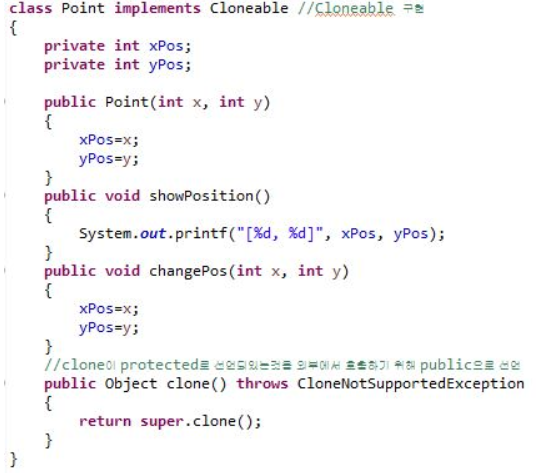 class Point implements Cloneable //Cloneable 구현
{
    private int xPos;
    private int yPos;

    public Point(int x, int y)
    {
        xPos=x;
        yPos=y;
    }
    public void showPosition()
    {
        System.out.printf("[%d, %d]", xPos, yPos);
    }
    public void changePos(int x, int y)
    {
        xPos=x;
        yPos=y;
    }
    //clone이 protected로 선언되있는것을 외부에서 호출하기 위해 public으로 선언
    public Object clone() throws CloneNotSupportedException
    {
        return super.clone();
    }
}